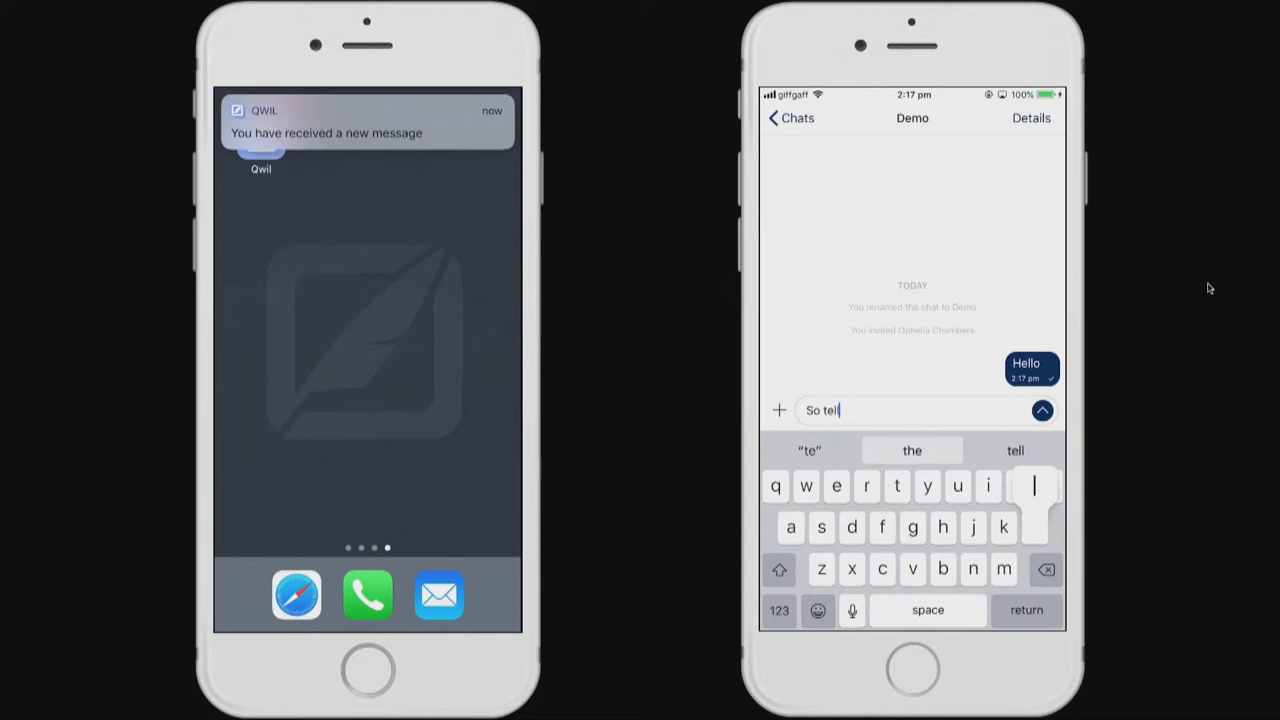 QWIL
now
You have received a new message
Qwil
giffgaff
2:17 pm
100%
Chats
Demo
Details
TODAY
You renamed the chat to Demo
You invited Ophelia Chambers
Hello
2:17 pm
So tell
“te”
the
tell
q w e r t y u i l
a s d f g h j k
z x c v b n m
123
space
return